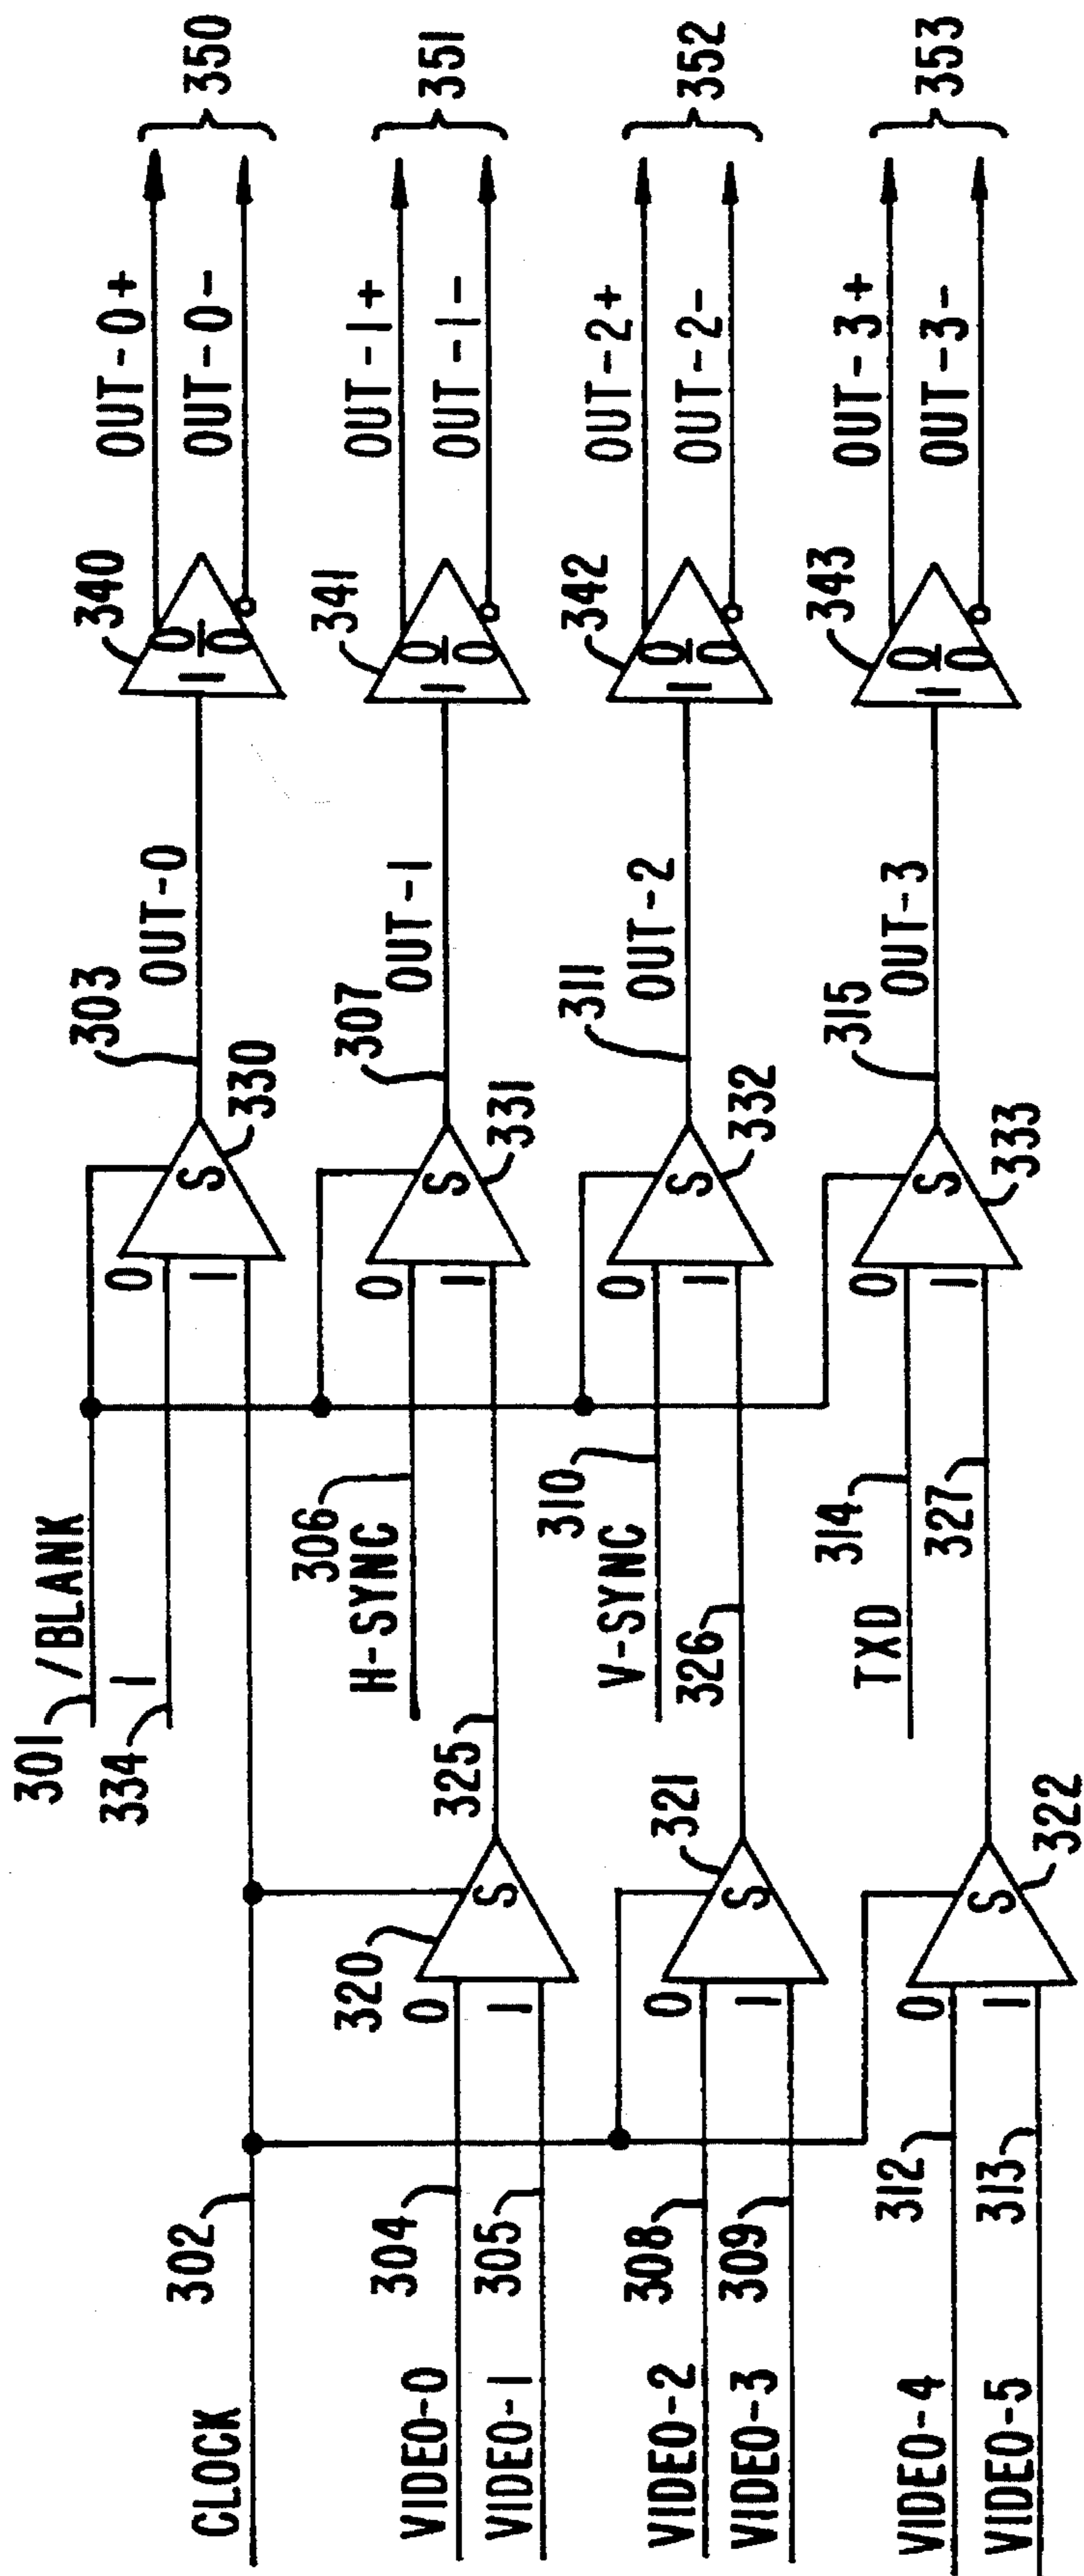 CLOCK
302
301
/BLANK
334
1
0
1
S
330
303
OUT-0
340
I
O
O
OUT-0+
OUT-0-
350
VIDEO-0
304
VIDEO-1
305
320
0
1
S
325
306
H-SYNC
0
1
S
331
307
OUT-1
341
I
O
O
OUT-1+
OUT-1-
351
VIDEO-2
308
VIDEO-3
309
321
0
1
S
326
310
V-SYNC
0
1
S
332
311
OUT-2
342
I
O
O
OUT-2+
OUT-2-
352
VIDEO-4
312
VIDEO-5
313
322
0
1
S
327
314
TXD
0
1
S
333
315
OUT-3
343
I
O
O
OUT-3+
OUT-3-
353